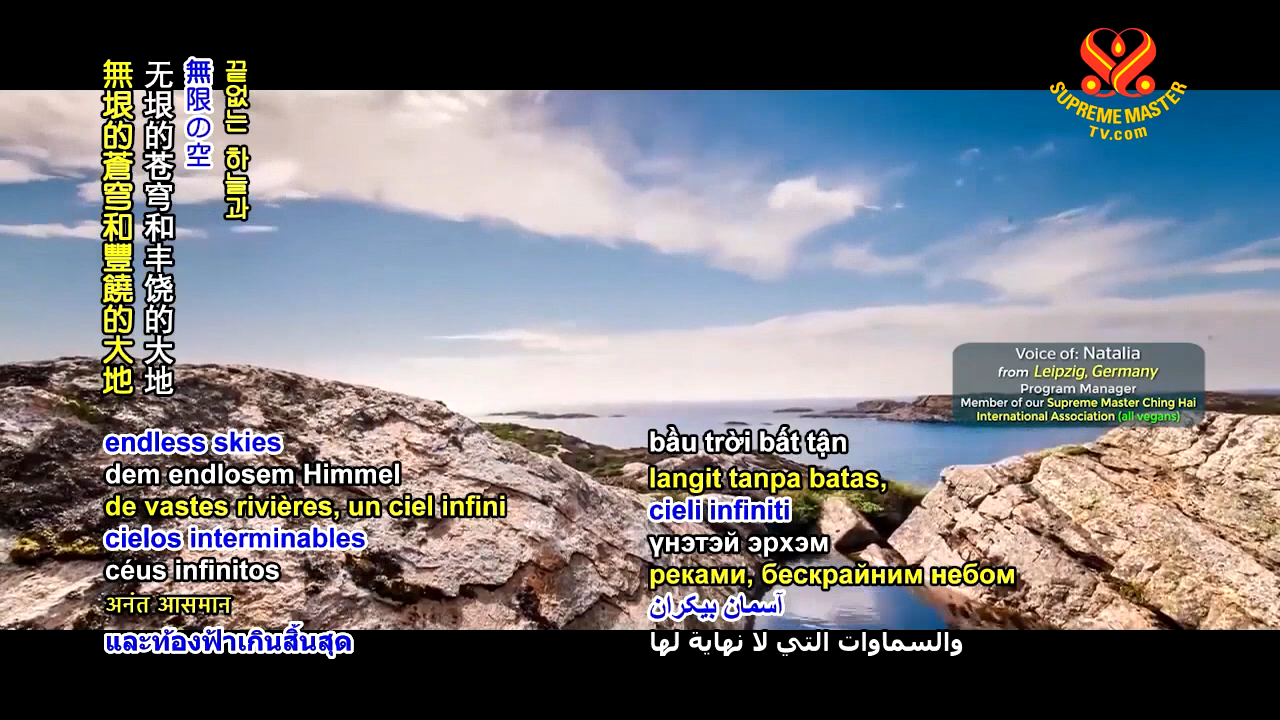 끝없는 하늘과
無限の空
无垠的苍穹和丰饶的大地
無垠的蒼穹和豐饒的大地
SUPREME MASTER
TV.com
Voice of: Natalia
from Leipzig, Germany
Program Manager
Member of our Supreme Master Ching Hai
International Association (all vegans)
endless skies
dem endlosem Himmel
de vastes rivières, un ciel infini
cielos interminables
céus infinitos
अनंत आसमान
และท้องฟ้าเกินสิ้นสุด
bầu trời bất tận
langit tanpa batas,
cieli infiniti
үнэтэй эрхэм
реками, бескрайним небом
آسمان بیکران
والسماوات التي لا نهاية لها